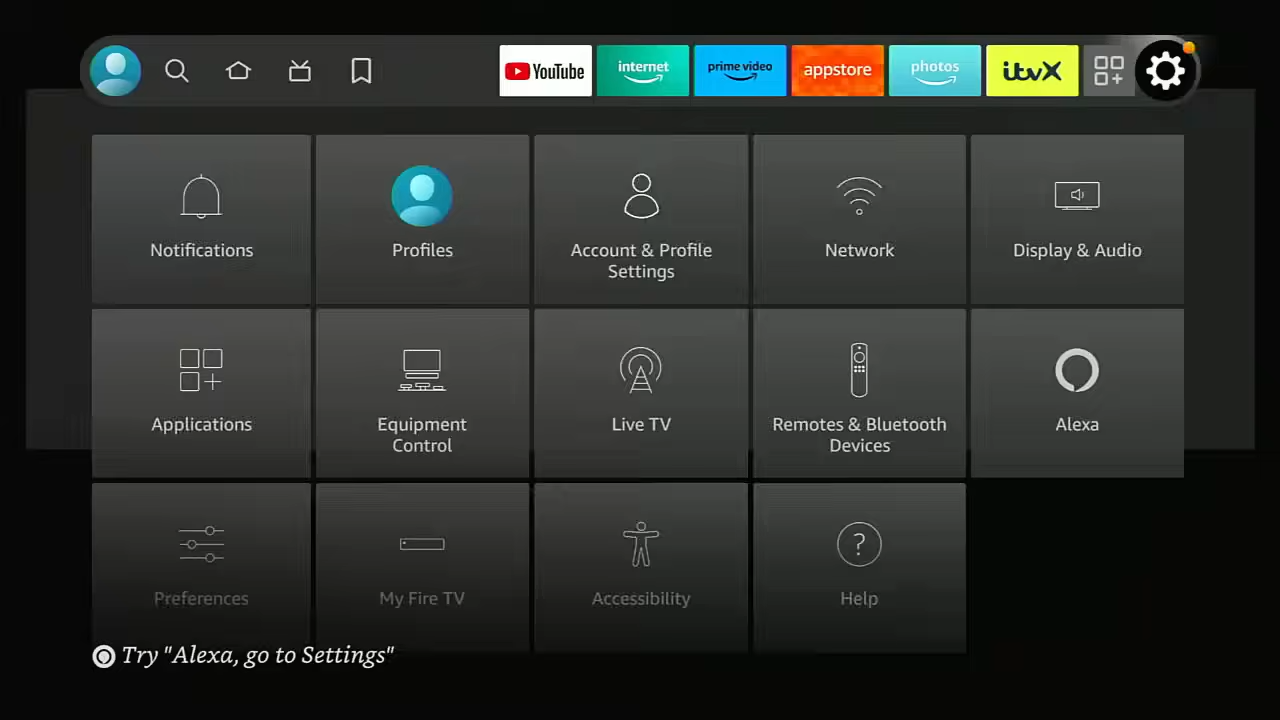 YouTube
internet
prime video
appstore
photos
itvX
Notifications
Profiles
Account & Profile
Settings
Network
Display & Audio
Applications
Equipment
Control
Live TV
Remotes & Bluetooth
Devices
Alexa
Preferences
My Fire TV
Accessibility
?
Help
Try "Alexa, go to Settings"